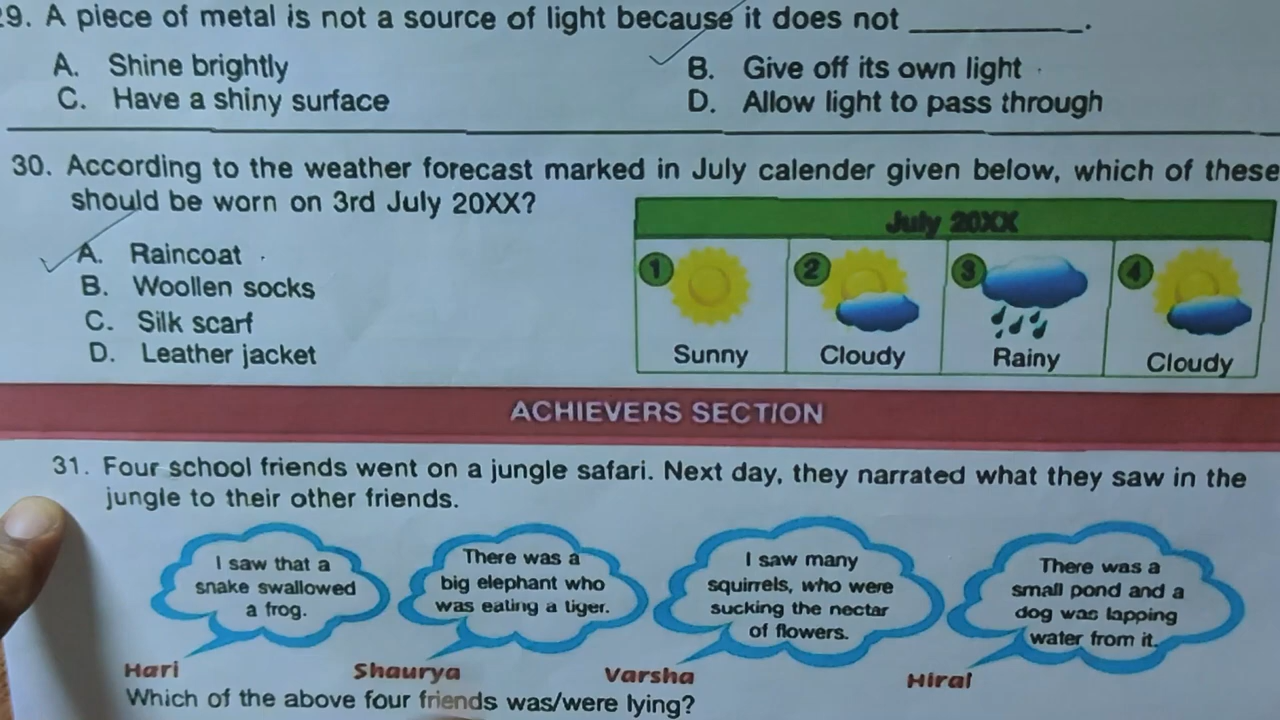 29. A piece of metal is not a source of light because it does not __________.
A. Shine brightly
B. Give off its own light
C. Have a shiny surface
D. Allow light to pass through
30. According to the weather forecast marked in July calender given below, which of these
should be worn on 3rd July 20XX?
A. Raincoat
B. Woollen socks
C. Silk scarf
D. Leather jacket
July 20XX
1
2
3
4
Sunny
Cloudy
Rainy
Cloudy
ACHIEVERS SECTION
31. Four school friends went on a jungle safari. Next day, they narrated what they saw in the
jungle to their other friends.
I saw that a
snake swallowed
a frog.
Hari
There was a
big elephant who
was eating a tiger.
Shaurya
I saw many
squirrels, who were
sucking the nectar
of flowers.
Varsha
There was a
small pond and a
dog was lapping
water from it.
Hiral
Which of the above four friends was/were lying?